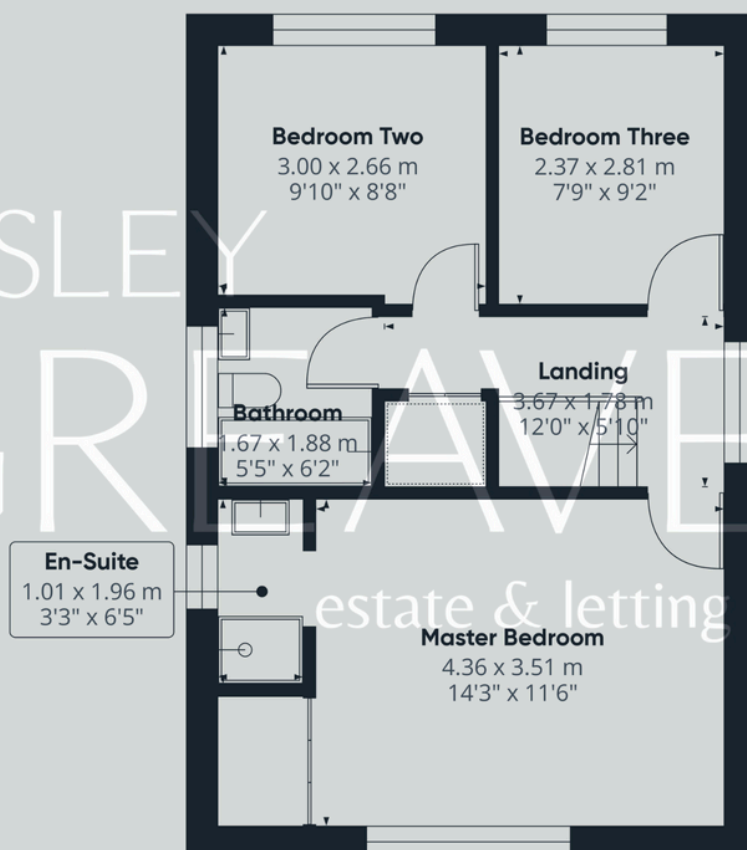 Bedroom Two
3.00 x 2.66 m
9'10" x 8'8"
Bedroom Three
2.37 x 2.81 m
7'9" x 9'2"
SLEY
GREAVE
Landing
3.67 x 1.78 m
12'0" x 5'10"
Bathroom
1.67 x 1.88 m
5'5" x 6'2"
En-Suite
1.01 x 1.96 m
3'3" x 6'5"
estate & letting
Master Bedroom
4.36 x 3.51 m
14'3" x 11'6"